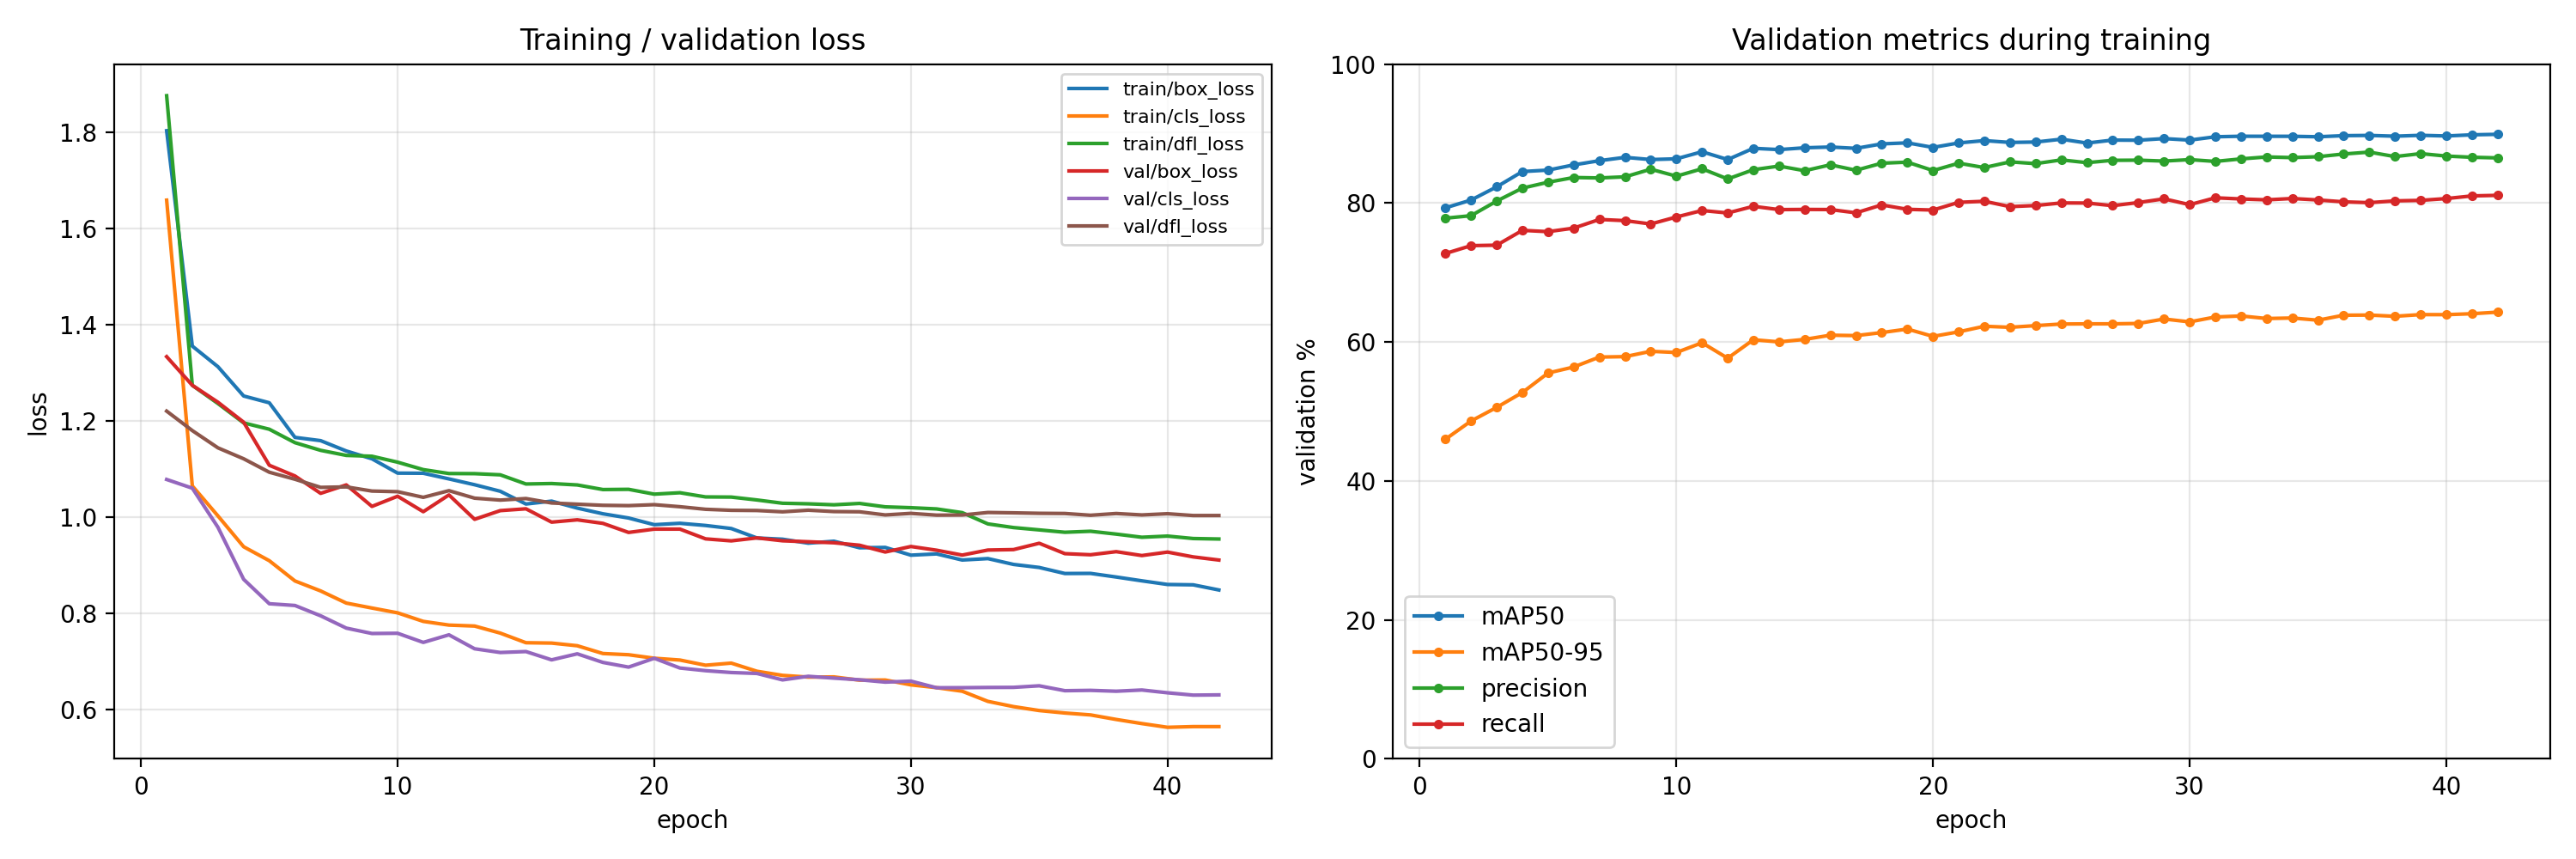 Training / validation loss
loss
1.8
1.6
1.4
1.2
1.0
0.8
0.6
0
10
20
30
40
epoch
train/box_loss
train/cls_loss
train/dfl_loss
val/box_loss
val/cls_loss
val/dfl_loss
Validation metrics during training
validation %
100
80
60
40
20
0
0
10
20
30
40
epoch
mAP50
mAP50-95
precision
recall